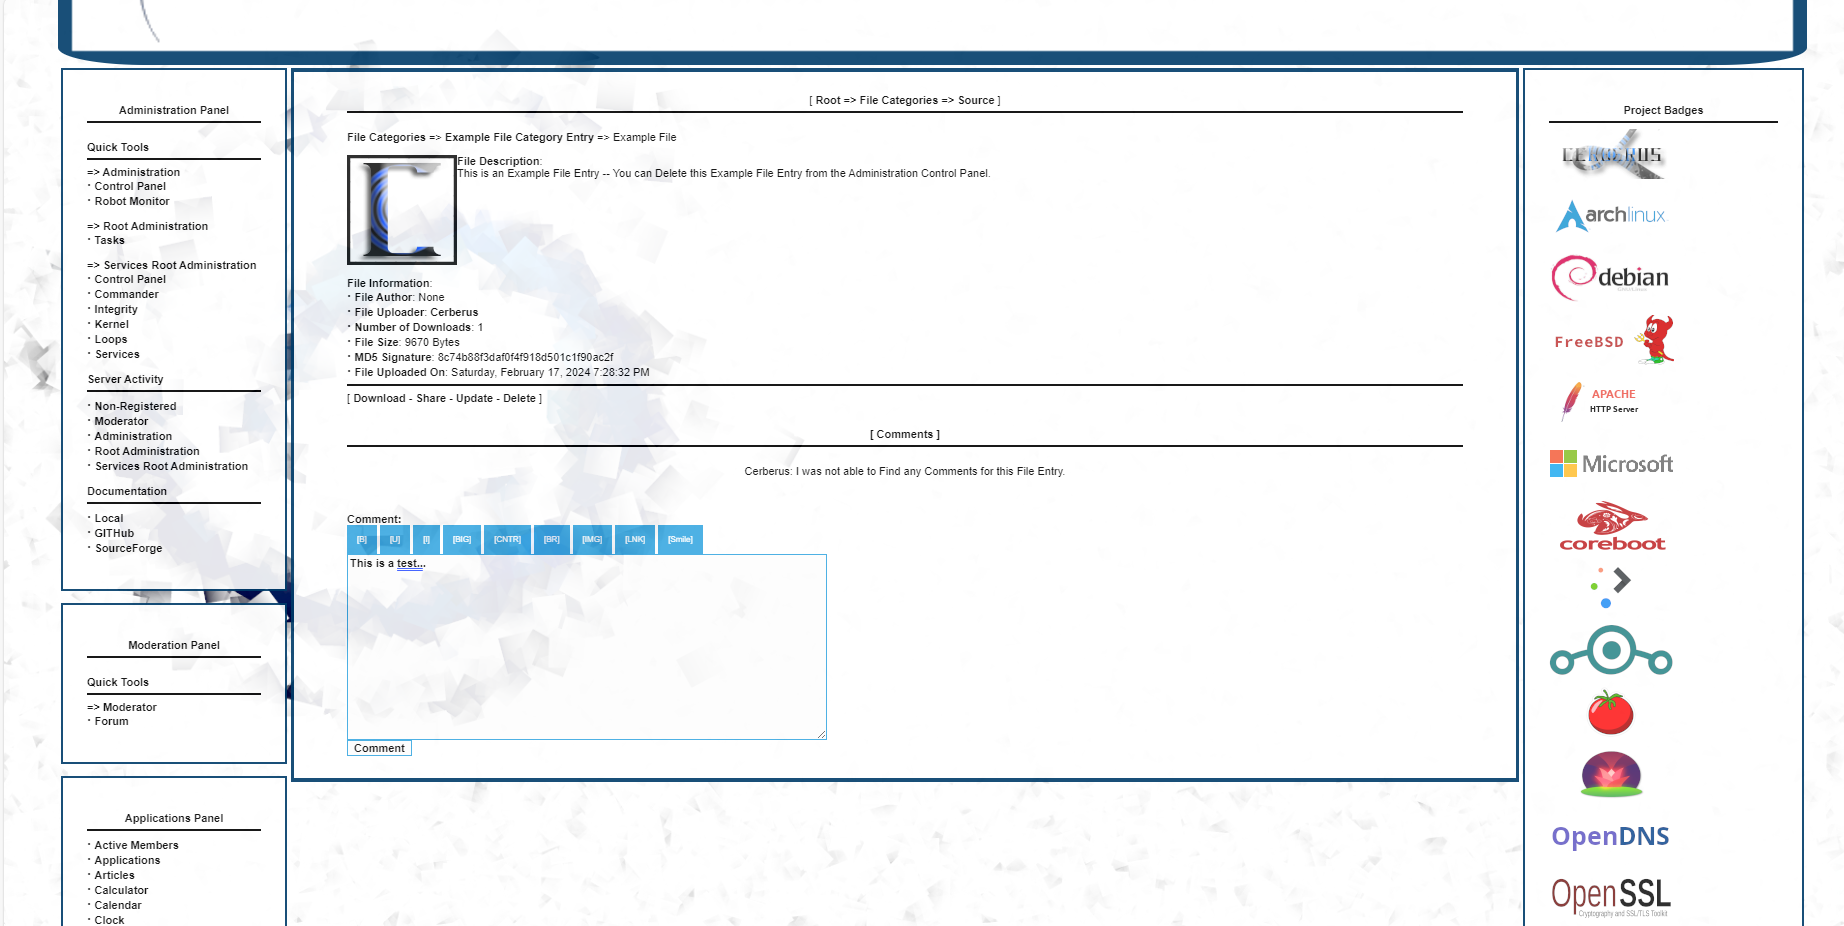 Administration Panel
Quick Tools
=> Administration
· Control Panel
· Robot Monitor
=> Root Administration
· Tasks
=> Services Root Administration
· Control Panel
· Commander
· Integrity
· Kernel
· Loops
· Services
Server Activity
· Non-Registered
· Moderator
· Administration
· Root Administration
· Services Root Administration
Documentation
· Local
· GITHub
· SourceForge
Moderation Panel
Quick Tools
=> Moderator
· Forum
Applications Panel
· Active Members
· Applications
· Articles
· Calculator
· Calendar
· Clock
[ Root => File Categories => Source ]
File Categories => Example File Category Entry => Example File
File Description:
This is an Example File Entry -- You can Delete this Example File Entry from the Administration Control Panel.
File Information:
· File Author: None
· File Uploader: Cerberus
· Number of Downloads: 1
· File Size: 9670 Bytes
· MD5 Signature: 8c74b88f3daf0f4f918d501c1f90ac2f
· File Uploaded On: Saturday, February 17, 2024 7:28:32 PM
[ Download - Share - Update - Delete ]
[ Comments ]
Cerberus: I was not able to Find any Comments for this File Entry.
Comment:
[B] [U] [I] [BIG] [CNTR] [BR] [IMG] [LNK] [Smile]
This is a test...
Comment
Project Badges
CERBERUS
archlinux
debian
FreeBSD
APACHE
HTTP Server
Microsoft
coreboot
OpenDNS
OpenSSL
Cryptography and SSL/TLS Toolkit